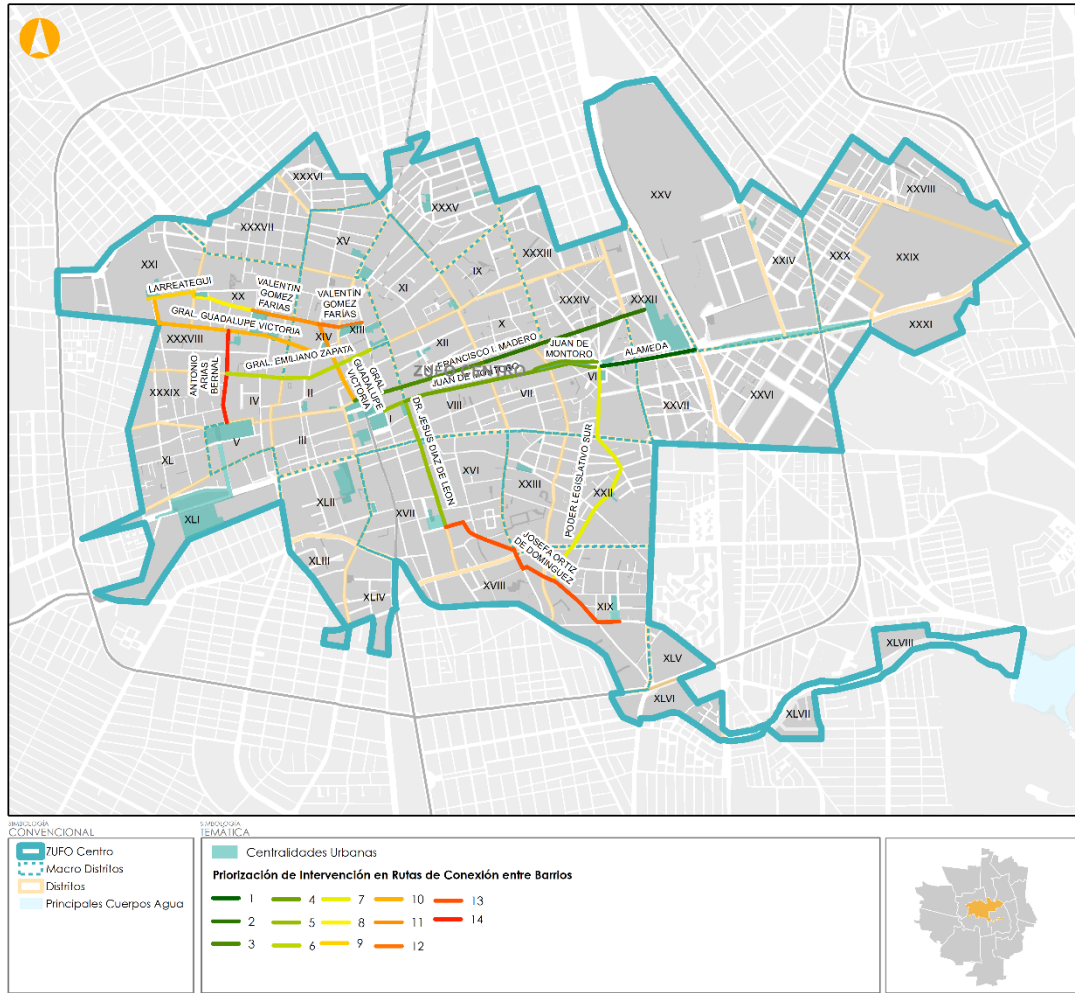 XXXVI
XXXV
XXV
XXVIII
XXXVII
XV
XXXIII
XXIV
XXX
XXIX
XXI
IX
XI
LARREATEGUI
XX
VALENTIN
GOMEZ
FARIAS
VALENTIN
GOMEZ
FARÍAS
XXXIV
XXXII
GRAL. GUADALUPE VICTORIA
XIII
X
XXXI
XXXVIII
XIV
XII
FRANCISCO I. MADERO
JUAN DE
MONTORO
ALAMEDA
GRAL. EMILIANO ZAPATA
ZUFO CENTRO
JUAN DE MONTORO
VI
ANTONIO
ARIAS
BERNAL
GRAL.
GUADALUPE
VICTORIA
XXXIX
IV
II
I
VIII
VII
XXVII
XXVI
V
III
DR. JESUS DIAZ DE LEON
XL
XVI
XXIII
XXII
PODER LEGISLATIVO SUR
XLII
XVII
XLI
JOSEFA ORTIZ
DE DOMINGUEZ
XLIII
XVIII
XLIV
XIX
XLV
XLVIII
XLVI
XLVII
SIMBOLOGÍA
CONVENCIONAL
ZUFO Centro
Macro Distritos
Distritos
Principales Cuerpos Agua
SIMBOLOGÍA
TEMÁTICA
Centralidades Urbanas
Priorización de Intervención en Rutas de Conexión entre Barrios
1 4 7 10 13
2 5 8 11 14
3 6 9 12